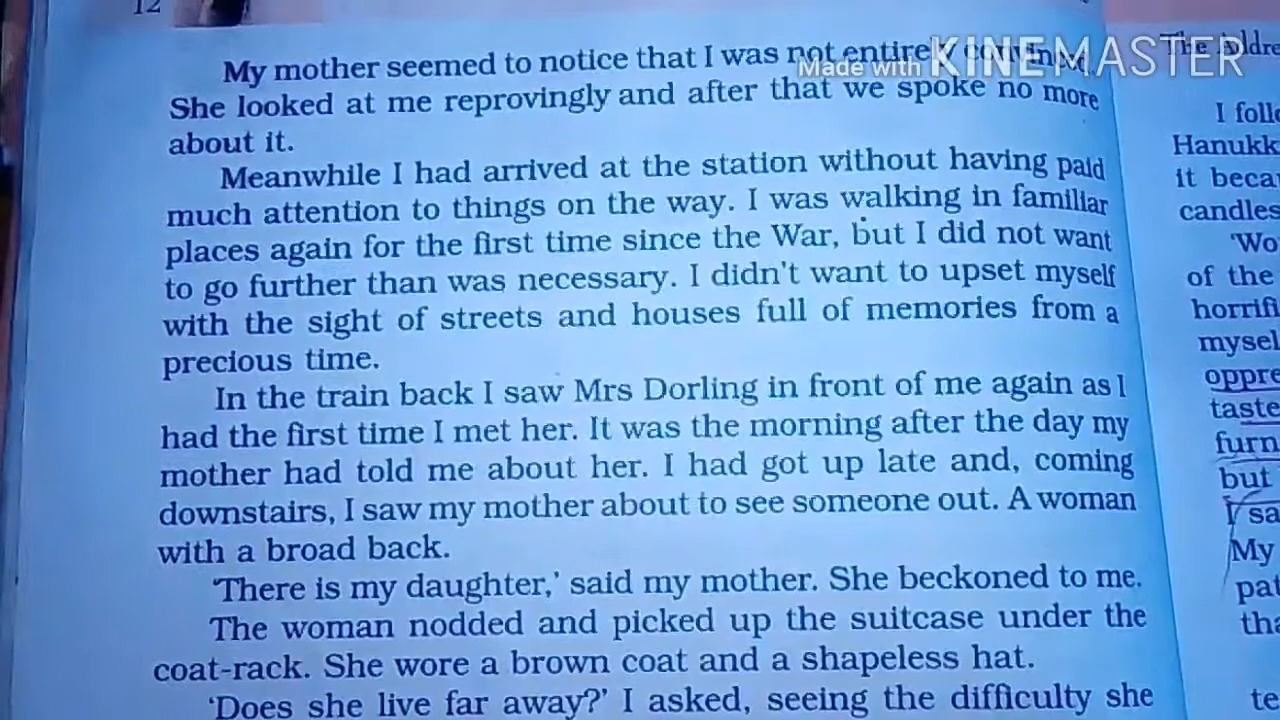 12
My mother seemed to notice that I was not entirely
She looked at me reprovingly and after that we spoke no more
about it.
Meanwhile I had arrived at the station without having paid
much attention to things on the way. I was walking in familiar
places again for the first time since the War, but I did not want
to go further than was necessary. I didn't want to upset myself
with the sight of streets and houses full of memories from a
precious time.
In the train back I saw Mrs Dorling in front of me again as I
had the first time I met her. It was the morning after the day my
mother had told me about her. I had got up late and, coming
downstairs, I saw my mother about to see someone out. A woman
with a broad back.
'There is my daughter,' said my mother. She beckoned to me.
The woman nodded and picked up the suitcase under the
coat-rack. She wore a brown coat and a shapeless hat.
'Does she live far away?' I asked, seeing the difficulty she
Made with KINEMASTER
The Addre
I foll
Hanukk
it beca
candles
'Wo
of the
horrifi
mysel
oppre
taste
furn
but
I sa
My
pat
tha
te